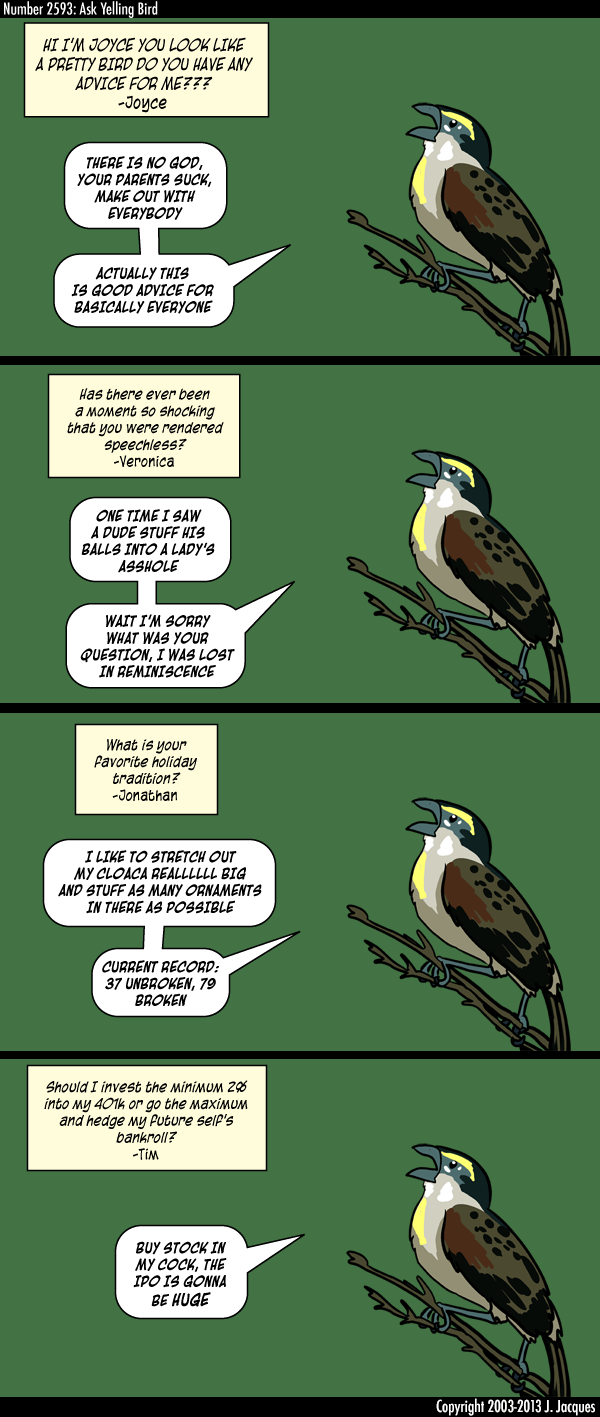 Number 2593: Ask Yelling Bird
HI I'M JOYCE YOU LOOK LIKE
A PRETTY BIRD DO YOU HAVE ANY
ADVICE FOR ME???
-Joyce
THERE IS NO GOD,
YOUR PARENTS SUCK,
MAKE OUT WITH
EVERYBODY
ACTUALLY THIS
IS GOOD ADVICE FOR
BASICALLY EVERYONE
Has there ever been
a moment so shocking
that you were rendered
speechless?
-Veronica
ONE TIME I SAW
A DUDE STUFF HIS
BALLS INTO A LADY'S
ASSHOLE
WAIT I'M SORRY
WHAT WAS YOUR
QUESTION, I WAS LOST
IN REMINISCENCE
What is your
favorite holiday
tradition?
-Jonathan
I LIKE TO STRETCH OUT
MY CLOACA REALLLLLL BIG
AND STUFF AS MANY ORNAMENTS
IN THERE AS POSSIBLE
CURRENT RECORD:
37 UNBROKEN, 79
BROKEN
Should I invest the minimum 2%
into my 401k or go the maximum
and hedge my future self's
bankroll?
-Tim
BUY STOCK IN
MY COCK, THE
IPO IS GONNA
BE HUGE
Copyright 2003-2013 J. Jacques